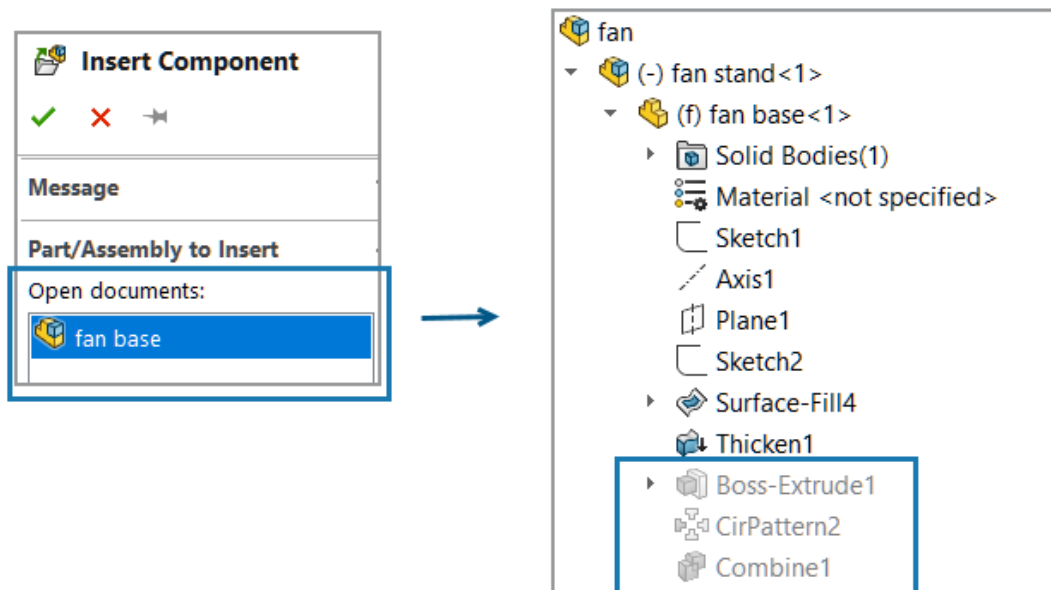 Insert Component
Message
Part/Assembly to Insert
Open documents:
fan base
fan
(-) fan stand<1>
(f) fan base<1>
Solid Bodies(1)
Material <not specified>
Sketch1
Axis1
Plane1
Sketch2
Surface-Fill4
Thicken1
Boss-Extrude1
CirPattern2
Combine1